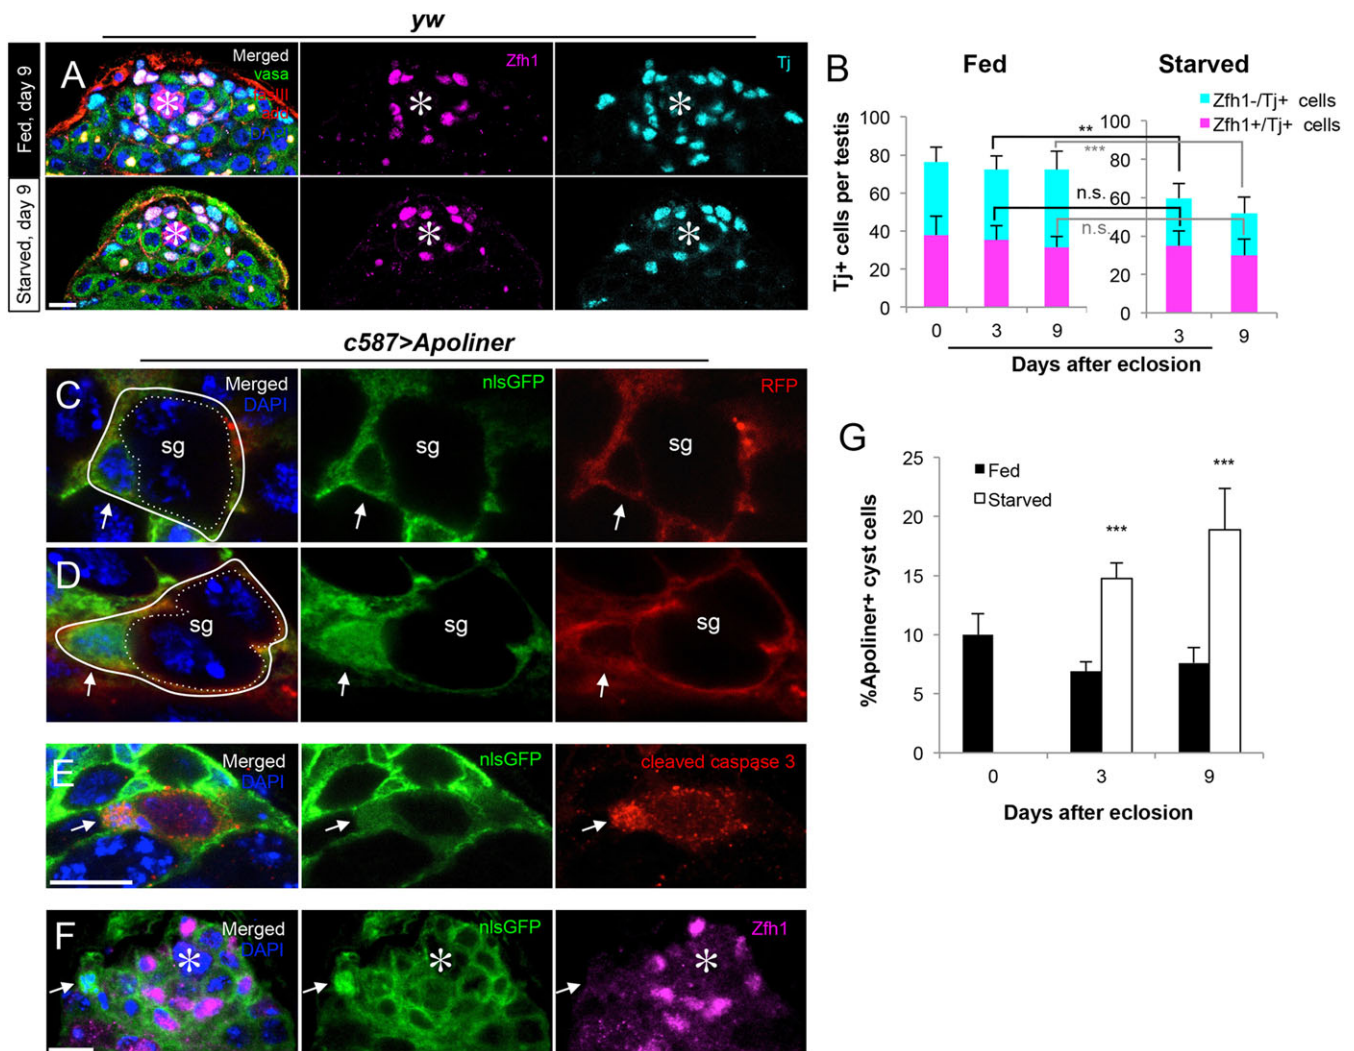 yw
Fed, day 9
A
Merged
vasa
Zfh1
Tj
*
*
*
Starved, day 9
*
*
*
B
Fed
Starved
Zfh1-/Tj+ cells
Zfh1+/Tj+ cells
Tj+ cells per testis
100
80
60
40
20
0
100
80
60
40
20
0
**
***
n.s.
n.s.
0
3
9
3
9
Days after eclosion
c587>Apoliner
C
Merged
DAPI
nlsGFP
RFP
sg
sg
sg
D
sg
sg
sg
E
Merged
DAPI
nlsGFP
cleaved caspase 3
F
Merged
DAPI
nlsGFP
Zfh1
*
*
*
G
Fed
Starved
%Apoliner+ cyst cells
25
20
15
10
5
0
***
***
0
3
9
Days after eclosion